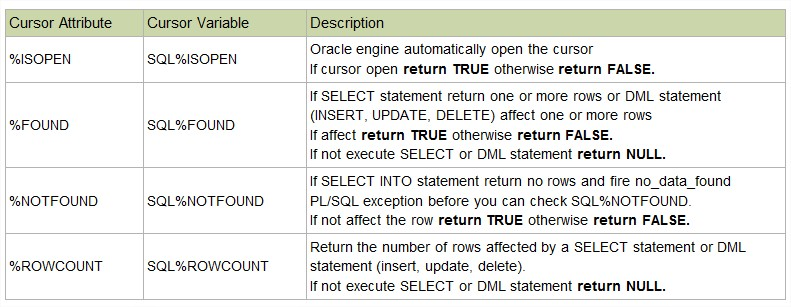 Cursor Attribute Cursor Variable Description
%ISOPEN SQL%ISOPEN Oracle engine automatically open the cursor
If cursor open return TRUE otherwise return FALSE.
%FOUND SQL%FOUND If SELECT statement return one or more rows or DML statement
(INSERT, UPDATE, DELETE) affect one or more rows
If affect return TRUE otherwise return FALSE.
If not execute SELECT or DML statement return NULL.
%NOTFOUND SQL%NOTFOUND If SELECT INTO statement return no rows and fire no_data_found
PL/SQL exception before you can check SQL%NOTFOUND.
If not affect the row return TRUE otherwise return FALSE.
%ROWCOUNT SQL%ROWCOUNT Return the number of rows affected by a SELECT statement or DML
statement (insert, update, delete).
If not execute SELECT or DML statement return NULL.